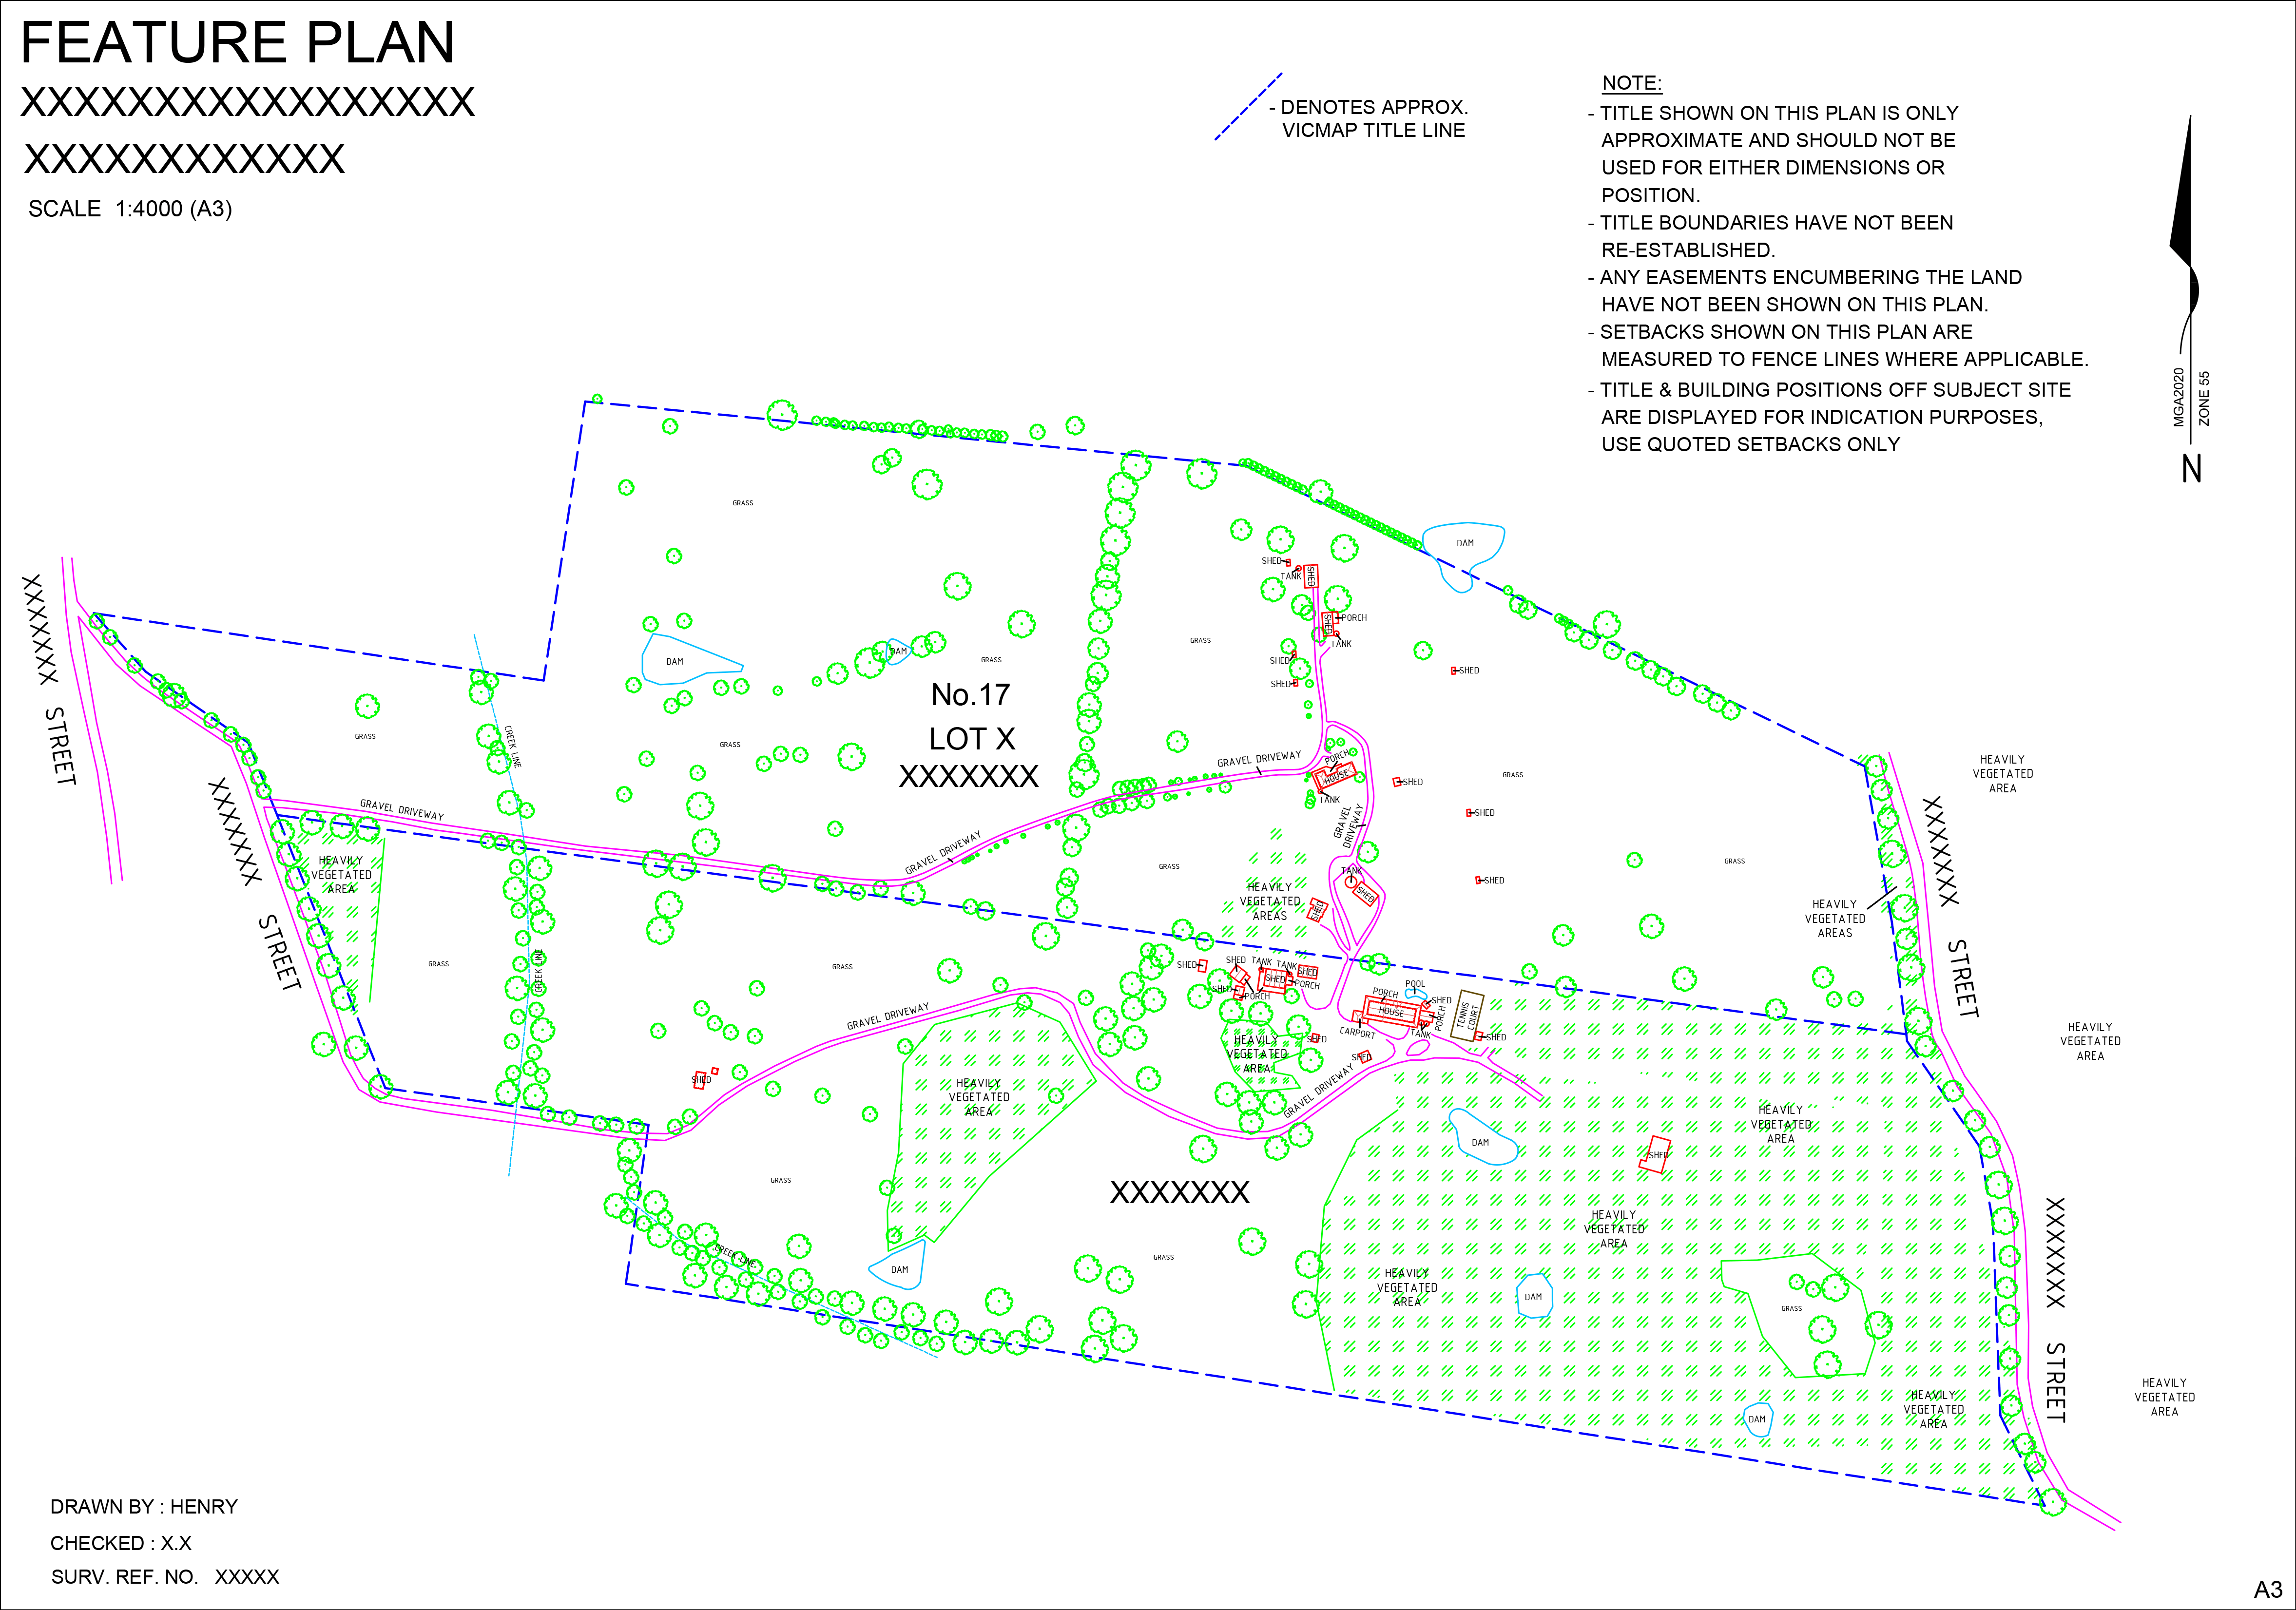 FEATURE PLAN
XXXXXXXXXXXXXXXXX
XXXXXXXXXXXX
SCALE 1:4000 (A3)
- DENOTES APPROX.
VICMAP TITLE LINE
NOTE:
- TITLE SHOWN ON THIS PLAN IS ONLY
APPROXIMATE AND SHOULD NOT BE
USED FOR EITHER DIMENSIONS OR
POSITION.
- TITLE BOUNDARIES HAVE NOT BEEN
RE-ESTABLISHED.
- ANY EASEMENTS ENCUMBERING THE LAND
HAVE NOT BEEN SHOWN ON THIS PLAN.
- SETBACKS SHOWN ON THIS PLAN ARE
MEASURED TO FENCE LINES WHERE APPLICABLE.
- TITLE & BUILDING POSITIONS OFF SUBJECT SITE
ARE DISPLAYED FOR INDICATION PURPOSES,
USE QUOTED SETBACKS ONLY
MGA2020
ZONE 55
N
XXXXXXX STREET
XXXXXXX STREET
GRASS
DAM
SHED
TANK
SHED
SHED
PORCH
TANK
SHED
SHED
SHED
GRASS
DAM
DAM
GRASS
No.17
LOT X
XXXXXXX
GRASS
GRASS
CREEK LINE
GRAVEL DRIVEWAY
PORCH
HOUSE
TANK
SHED
GRASS
SHED
HEAVILY
VEGETATED
AREA
GRAVEL DRIVEWAY
GRAVEL DRIVEWAY
GRAVEL
DRIVEWAY
XXXXXXX STREET
HEAVILY
VEGETATED
AREA
GRASS
GRASS
TANK
SHED
SHED
SHED
HEAVILY
VEGETATED
AREAS
HEAVILY
VEGETATED
AREAS
GRASS
CREEK LINE
GRASS
SHED
SHED
TANK
TANK
SHED
SHED
SHED
PORCH
PORCH
POOL
PORCH
HOUSE
SHED
PORCH
CARPORT
TANK
TENNIS
COURT
SHED
GRAVEL DRIVEWAY
HEAVILY
VEGETATED
AREA
SHED
SHED
HEAVILY
VEGETATED
AREA
SHED
HEAVILY
VEGETATED
AREA
GRAVEL DRIVEWAY
HEAVILY
VEGETATED
AREA
DAM
SHED
GRASS
XXXXXXX
HEAVILY
VEGETATED
AREA
XXXXXXX STREET
CREEK LINE
DAM
GRASS
HEAVILY
VEGETATED
AREA
DAM
GRASS
HEAVILY
VEGETATED
AREA
DAM
HEAVILY
VEGETATED
AREA
DRAWN BY : HENRY
CHECKED : X.X
SURV. REF. NO. XXXXX
A3